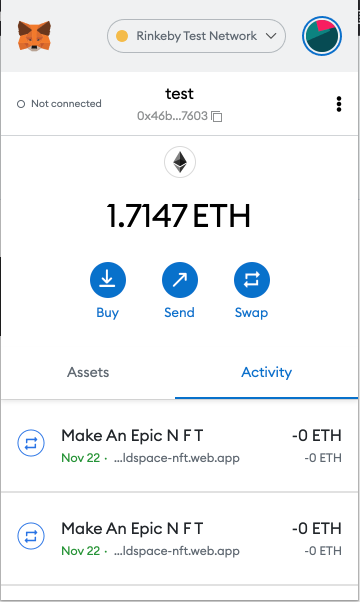 Rinkeby Test Network
Not connected
test
0x46b...7603
1.7147 ETH
Buy
Send
Swap
Assets
Activity
Make An Epic N F T
-0 ETH
Nov 22 · ...ldspace-nft.web.app
-0 ETH
Make An Epic N F T
-0 ETH
Nov 22 · ...ldspace-nft.web.app
-0 ETH